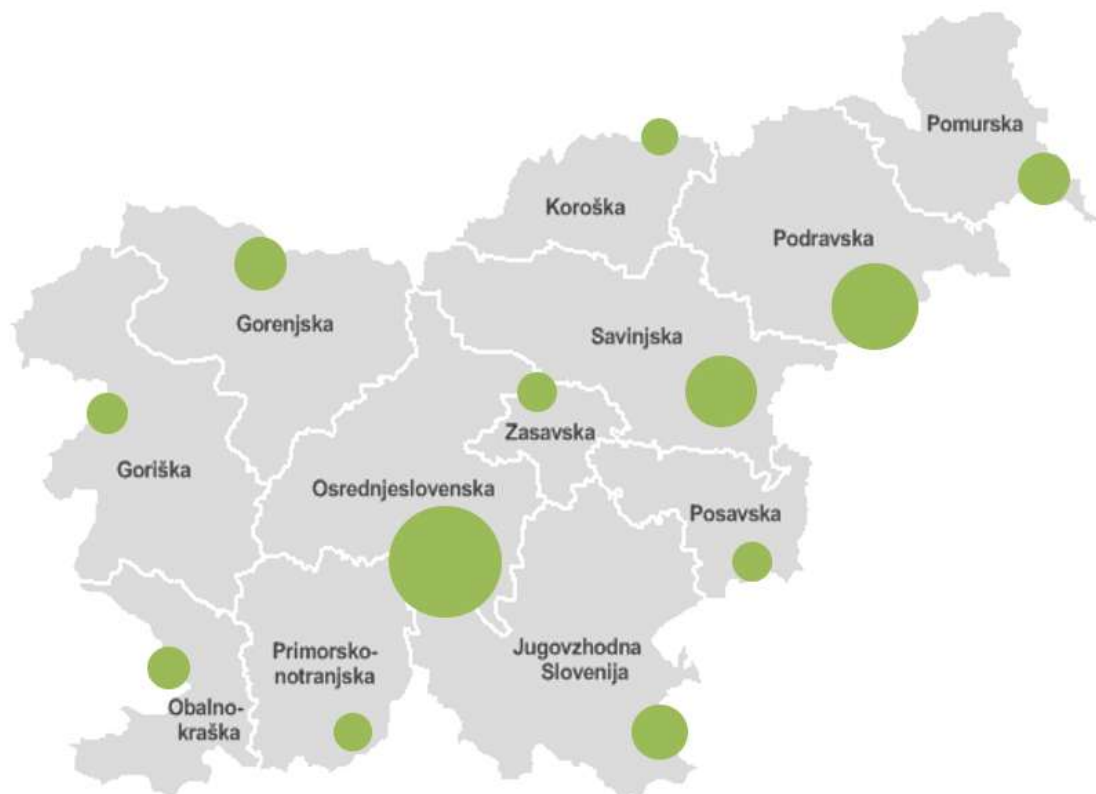 Pomurska
Koroška
Podravska
Gorenjska
Savinjska
Zasavska
Goriška
Osrednjeslovenska
Posavska
Primorsko-
notranjska
Jugovzhodna
Slovenija
Obalno-
kraška